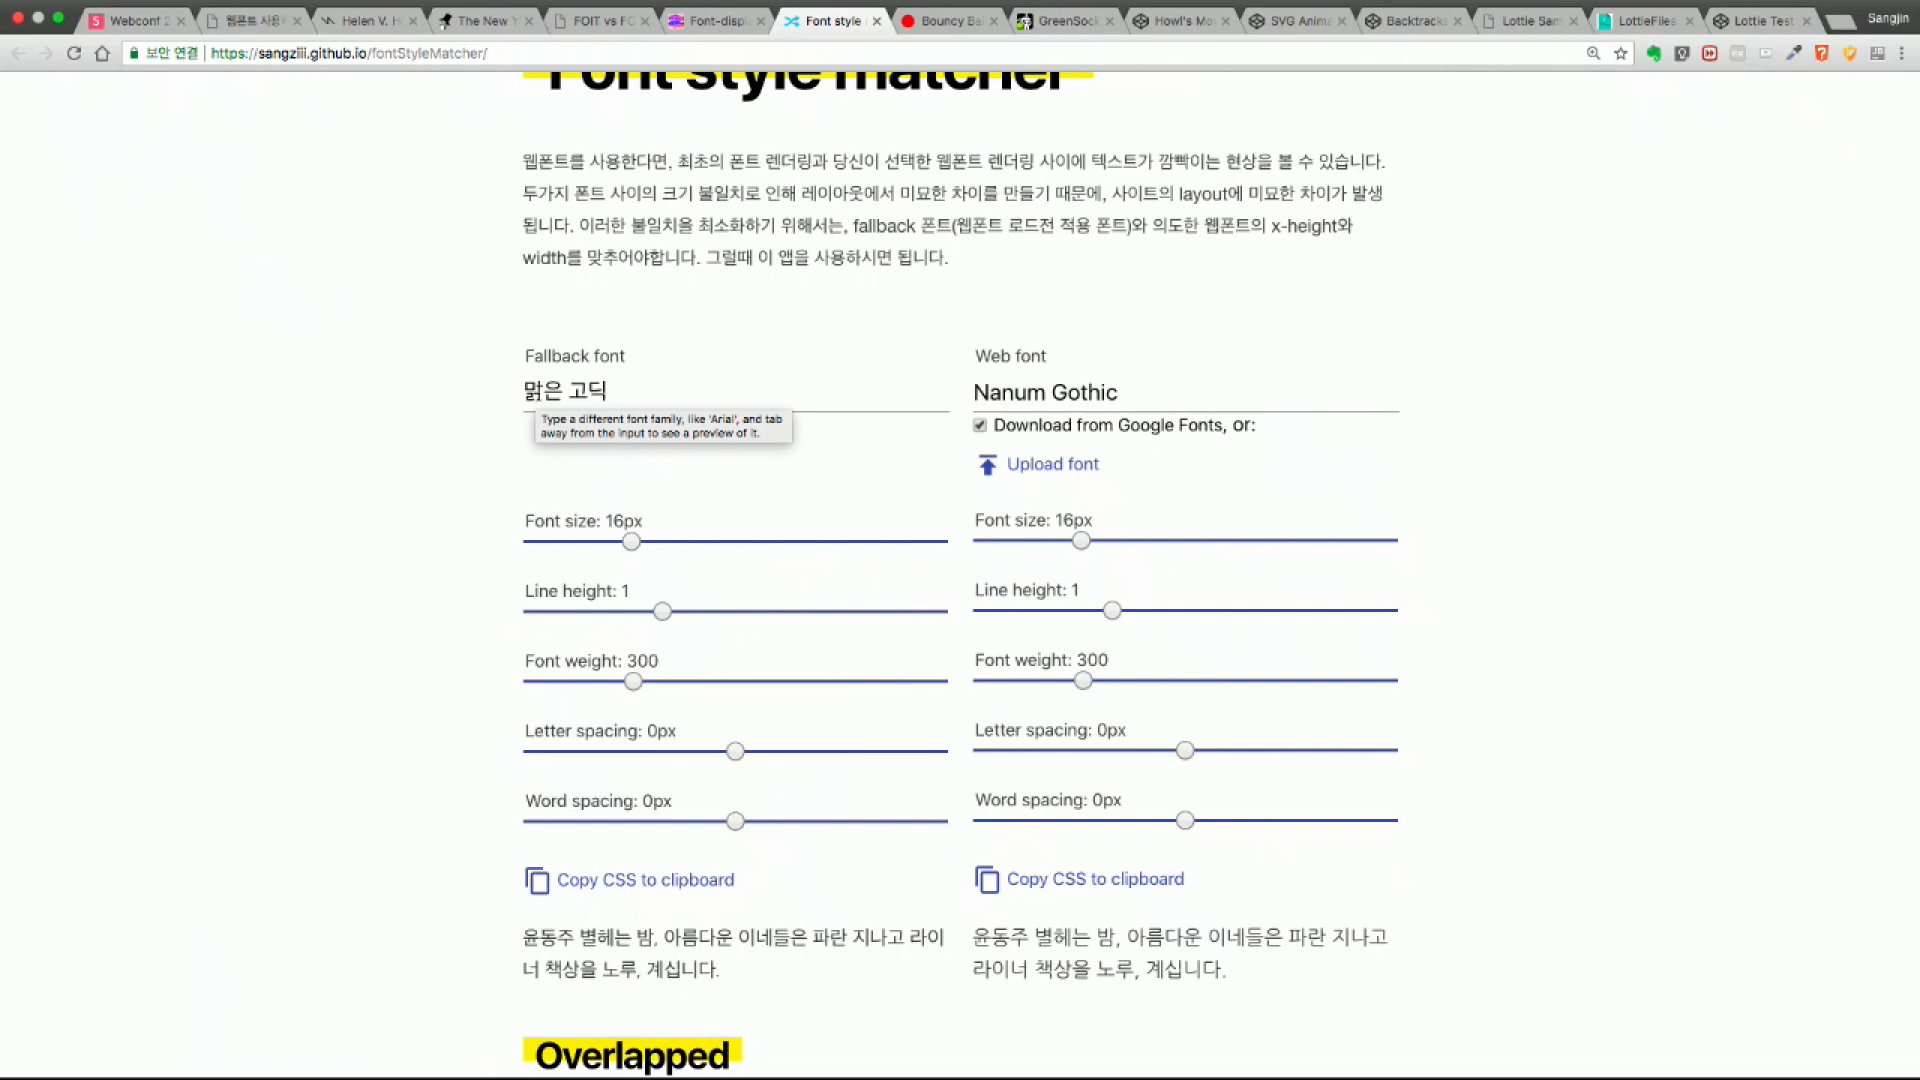 Webconf 2
웹폰트 사용
Helen V. H
The New Y
FOIT vs FO
Font-displ
Font style
Bouncy Ba
GreenSock
Howl's Mo
SVG Anima
Backtracks
Lottie Sam
LottieFiles
Lottie Test
Sangjin
보안 연결 | https://sangziii.github.io/fontStyleMatcher/
Font style matcher
웹폰트를 사용한다면, 최초의 폰트 렌더링과 당신이 선택한 웹폰트 렌더링 사이에 텍스트가 깜빡이는 현상을 볼 수 있습니다.
두가지 폰트 사이의 크기 불일치로 인해 레이아웃에서 미묘한 차이를 만들기 때문에, 사이트의 layout에 미묘한 차이가 발생
됩니다. 이러한 불일치을 최소화하기 위해서는, fallback 폰트(웹폰트 로드전 적용 폰트)와 의도한 웹폰트의 x-height와
width를 맞추어야합니다. 그럴때 이 앱을 사용하시면 됩니다.
Fallback font
맑은 고딕
Type a different font family, like 'Arial', and tab
away from the input to see a preview of it.
Font size: 16px
Line height: 1
Font weight: 300
Letter spacing: 0px
Word spacing: 0px
Copy CSS to clipboard
윤동주 별헤는 밤, 아름다운 이네들은 파란 지나고 라이
너 책상을 노루, 계십니다.
Web font
Nanum Gothic
Download from Google Fonts, or:
Upload font
Font size: 16px
Line height: 1
Font weight: 300
Letter spacing: 0px
Word spacing: 0px
Copy CSS to clipboard
윤동주 별헤는 밤, 아름다운 이네들은 파란 지나고
라이너 책상을 노루, 계십니다.
Overlapped